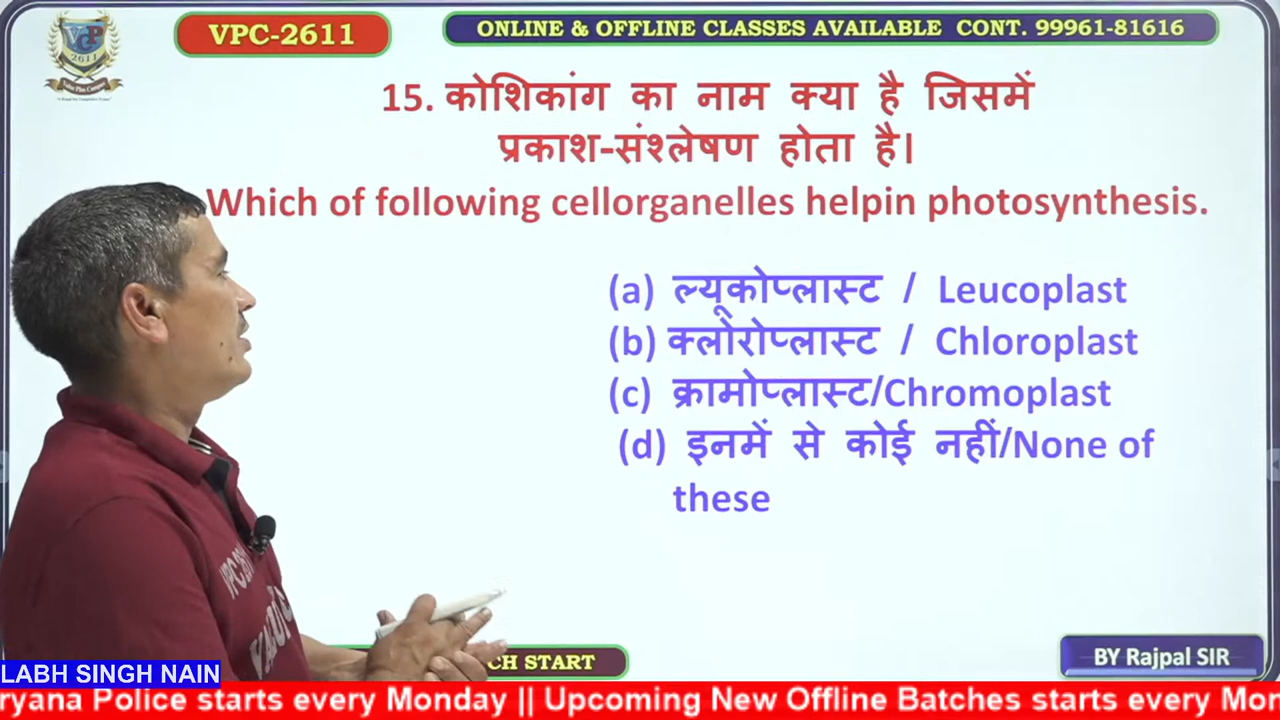 VCP
2611
VPC-2611
ONLINE & OFFLINE CLASSES AVAILABLE CONT. 99961-81616
15. कोशिकांग का नाम क्या है जिसमें
प्रकाश-संश्लेषण होता है।
Which of following cellorganelles helpin photosynthesis.
(a) ल्यूकोप्लास्ट / Leucoplast
(b) क्लोरोप्लास्ट / Chloroplast
(c) क्रामोप्लास्ट/Chromoplast
(d) इनमें से कोई नहीं/None of
these
CH START
BY Rajpal SIR
LABH SINGH NAIN
ryana Police starts every Monday || Upcoming New Offline Batches starts every Mon